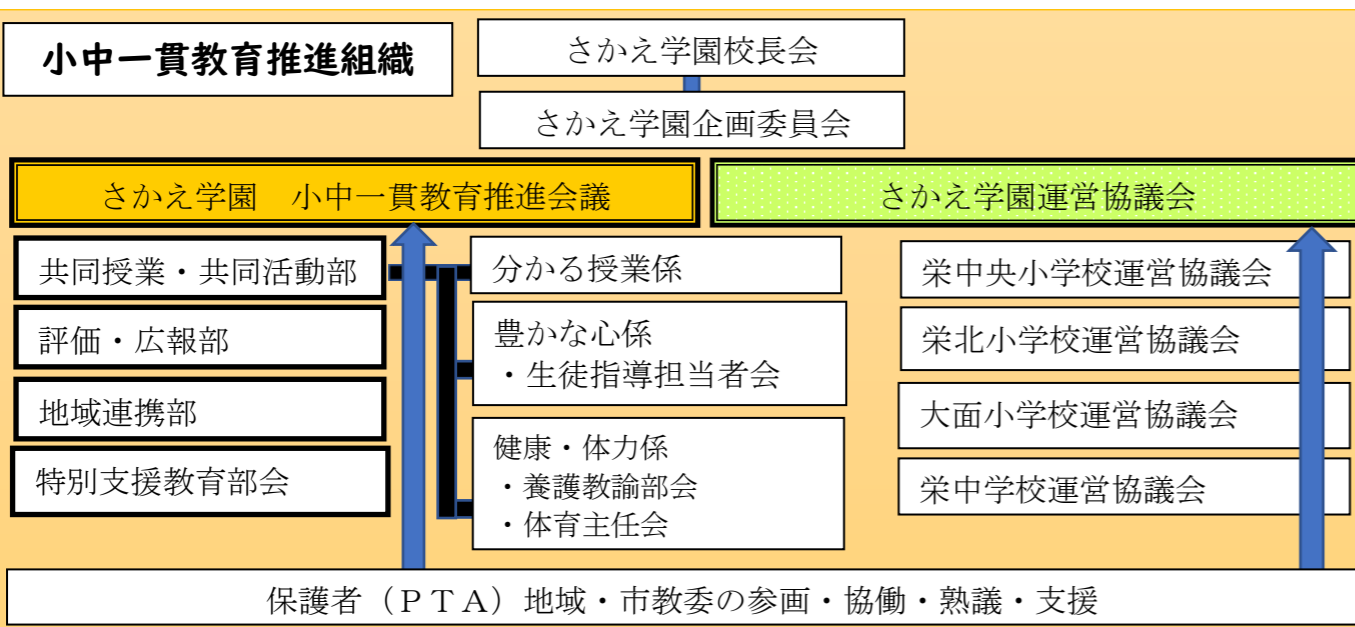 小中一貫教育推進組織
さかえ学園校長会
さかえ学園企画委員会
さかえ学園　小中一貫教育推進会議
さかえ学園運営協議会
共同授業・共同活動部
評価・広報部
地域連携部
特別支援教育部会
分かる授業係
豊かな心係
・生徒指導担当者会
健康・体力係
・養護教諭部会
・体育主任会
栄中央小学校運営協議会
栄北小学校運営協議会
大面小学校運営協議会
栄中学校運営協議会
保護者（ＰＴＡ）地域・市教委の参画・協働・熟議・支援